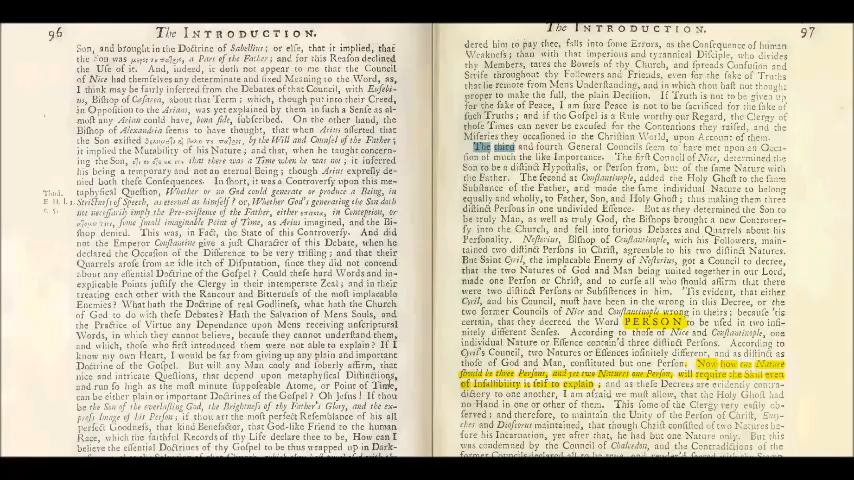 96 The INTRODUCTION.
Son, and brought in the Doctrine of Sabellius; or else, that it implied, that
the Son was a Part of the Father; and for this Reason declined
the Use of it. And, indeed, it doth not appear to me that the Council
of Nice had themselves any determinate and fixed Meaning to the Word, as,
I think may be fairly inferred from the Debates of that Council, with Eusebi-
us, Bishop of Cæsarea, about that Term; which, though put into their Creed,
in Opposition to the Arians, was yet explained by them in such a Sense as al-
most any Arian could have, bona fide, subscribed. On the other hand, the
Bishop of Alexandria seems to have thought, that when Arius asserted that
the Son existed by the Will and Counsel of the Father;
it implied the Mutability of his Nature; and that, when he taught concern-
ing the Son, that there was a Time when he was not; it inferred
his being a temporary and not an eternal Being; though Arius expresly de-
nied both these Consequences. In short, it was a Controversy upon this me-
taphysical Question, Whether or no God could generate or produce a Being, in
Strictness of Speech, as eternal as himself? or, Whether God's generating the Son doth
not necessarily imply the Pre-existence of the Father, either in Conception, or
some small imaginable Point of Time, as Arius imagined, and the Bi-
shop denied. This was, in Fact, the State of this Controversy. And did
not the Emperor Constantine give a just Character of this Debate, when he
declared the Occasion of the Difference to be very trifling; and that their
Quarrels arose from an idle itch of Disputation, since they did not contend
about any essential Doctrine of the Gospel? Could these hard Words and in-
explicable Points justify the Clergy in their intemperate Zeal; and in their
treating each other with the Rancour and Bitterness of the most implacable
Enemies? What hath the Doctrine of real Godliness, what hath the Church
of God to do with these Debates? Hath the Salvation of Mens Souls, and
the Practice of Virtue any Dependance upon Mens receiving unscriptural
Words, in which they cannot believe, because they cannot understand them;
and which, those who first introduced them were not able to explain? If I
know my own Heart, I would be far from giving up any plain and important
Doctrine of the Gospel. But will any Man coolly and soberly affirm, that
nice and intricate Questions, that depend upon metaphysical Distinctions,
and run so high as the most minute supposeable Atome, or Point of Time,
can be either plain or important Doctrines of the Gospel? Oh Jesus! If thou
be the Son of the everlasting God, the Brightness of thy Father's Glory, and the ex-
press Image of his Person; if thou art the most perfect Resemblance of his all
perfect Goodness, that kind Benefactor, that God-like Friend to the human
Race, which the faithful Records of thy Life declare thee to be, How can I
believe the essential Doctrines of thy Gospel to be thus wrapped up in Dark-
The INTRODUCTION. 97
dered him to pay thee, falls into some Errors, as the Consequence of human
Weakness; than with that imperious and tyrannical Disciple, who divides
thy Members, tares the Bowels of thy Church, and spreads Confusion and
Strife throughout thy Followers and Friends, even for the sake of Truths
that lie remote from Mens Understanding, and in which thou hast not thought
proper to make the full, the plain Decision. If Truth is not to be given up
for the sake of Peace, I am sure Peace is not to be sacrificed for the sake of
such Truths; and if the Gospel is a Rule worthy our Regard, the Clergy of
those Times can never be excused for the Contentions they raised, and the
Miseries they occasioned in the Christian World, upon Account of them.
The third and fourth General Councils seem to have met upon an Occa-
sion of much the like Importance. The first Council of Nice, determined the
Son to be a distinct Hypostasis, or Person from, but of the same Nature with
the Father. The second at Constantinople, added the Holy Ghost to the same
Substance of the Father, and made the same individual Nature to belong
equally and wholly, to Father, Son, and Holy Ghost; thus making them three
distinct Persons in one undivided Essence. But as they determined the Son to
be truly Man, as well as truly God, the Bishops brought a new Controver-
sy into the Church, and fell into furious Debates and Quarrels about his
Personality. Nestorius, Bishop of Constantinople, with his Followers, main-
tained two distinct Persons in Christ, agreeable to his two distinct Natures.
But Saint Cyril, the implacable Enemy of Nestorius, got a Council to decree,
that the two Natures of God and Man being united together in our Lord,
made one Person or Christ; and to curse all who should affirm that there
were two distinct Persons or Subsistences in him. 'Tis evident, that either
Cyril, and his Council, must have been in the wrong in this Decree, or the
two former Councils of Nice and Constantinople wrong in theirs; because 'tis
certain, that they decreed the Word PERSON to be used in two infi-
nitely different Senses. According to those of Nice and Constantinople, one
individual Nature or Essence contain'd three distinct Persons. According to
Cyril's Council, two Natures or Essences infinitely different, and as distinct as
those of God and Man, constituted but one Person. Now how one Nature
should be three Persons, and yet two Natures one Person, will require the Skill even
of Infallibility it self to explain; and as these Decrees are evidently contra-
dictory to one another, I am afraid we must allow, that the Holy Ghost had
no Hand in one or other of them. This some of the Clergy very easily ob-
served; and therefore, to maintain the Unity of the Person of Christ, Euty-
ches and Dioscorus maintained, that though Christ consisted of two Natures be-
fore his Incarnation, yet after that, he had but one Nature only. But this
was condemned by the Council of Chalcedon, and the Contradictions of the